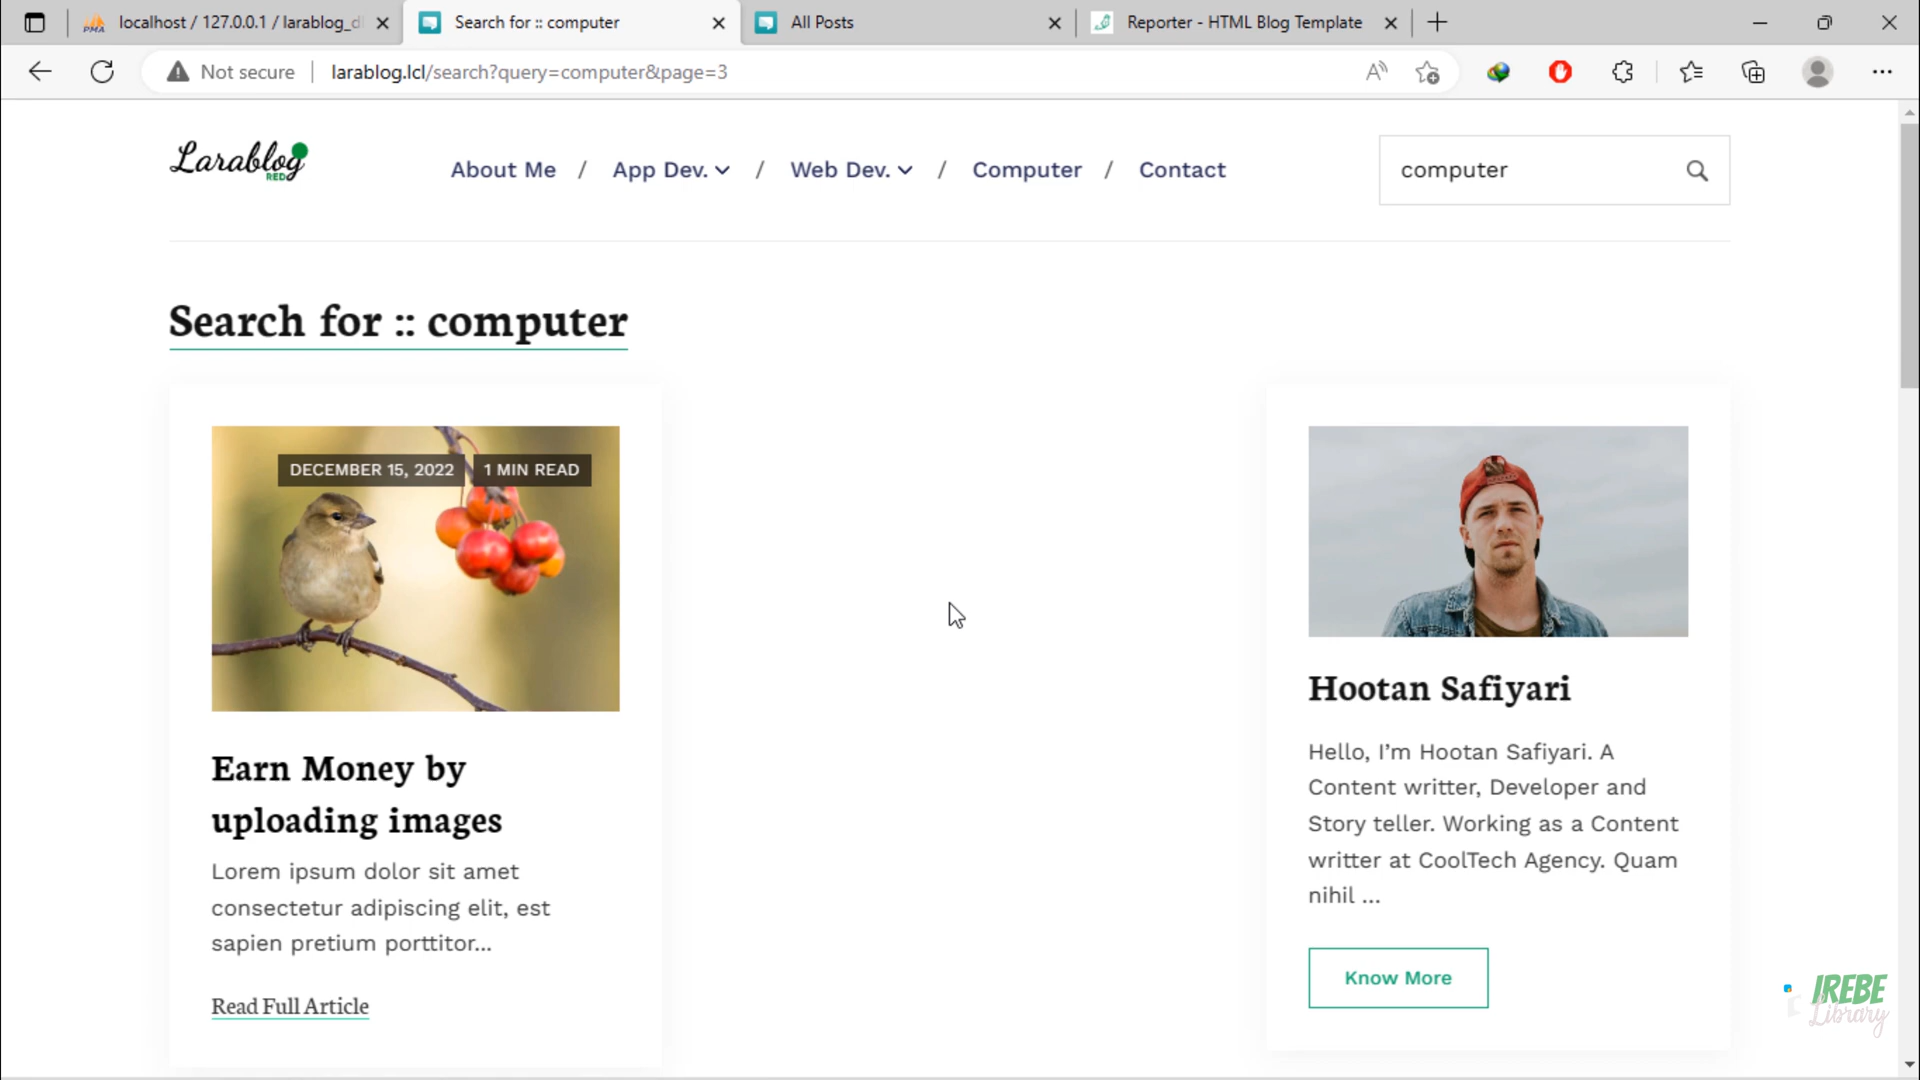 localhost / 127.0.0.1 / larablog_d
Search for :: computer
All Posts
Reporter - HTML Blog Template
Not secure
larablog.lcl/search?query=computer&page=3
Larablog
RED
About Me / App Dev. / Web Dev. / Computer / Contact
computer
Search for :: computer
DECEMBER 15, 2022
1 MIN READ
Earn Money by
uploading images
Lorem ipsum dolor sit amet
consectetur adipiscing elit, est
sapien pretium porttitor...
Read Full Article
Hootan Safiyari
Hello, I'm Hootan Safiyari. A
Content writter, Developer and
Story teller. Working as a Content
writter at CoolTech Agency. Quam
nihil ...
Know More
IREBE
Library